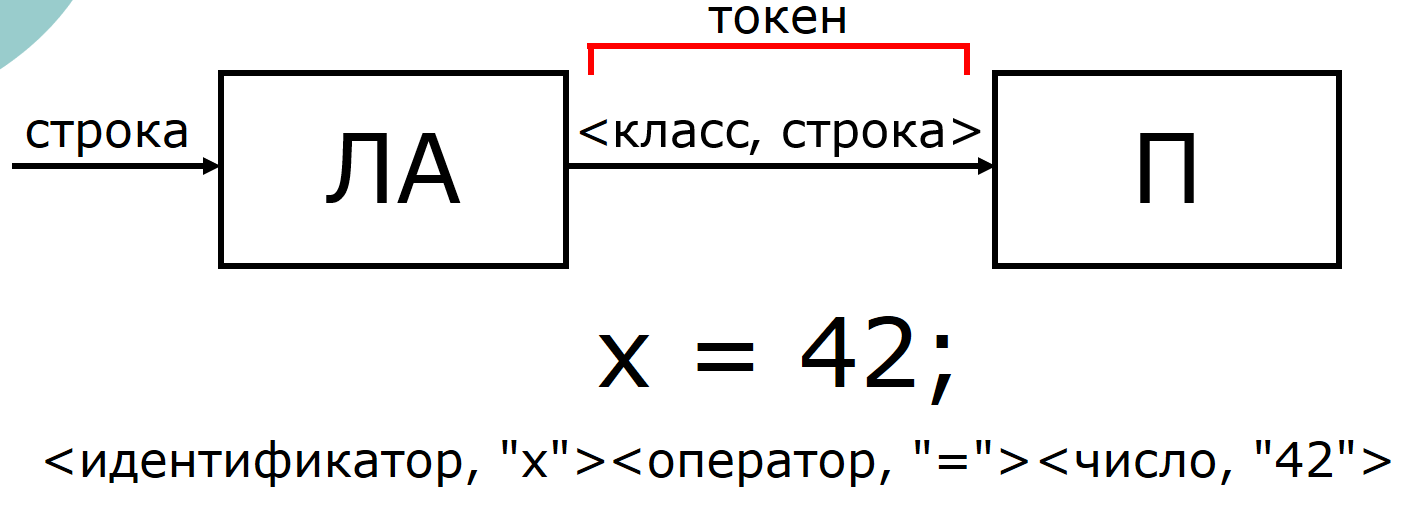 токен
строка
<класс, строка>
ЛА
П
x = 42;
<идентификатор, "x"><оператор, "="><число, "42">